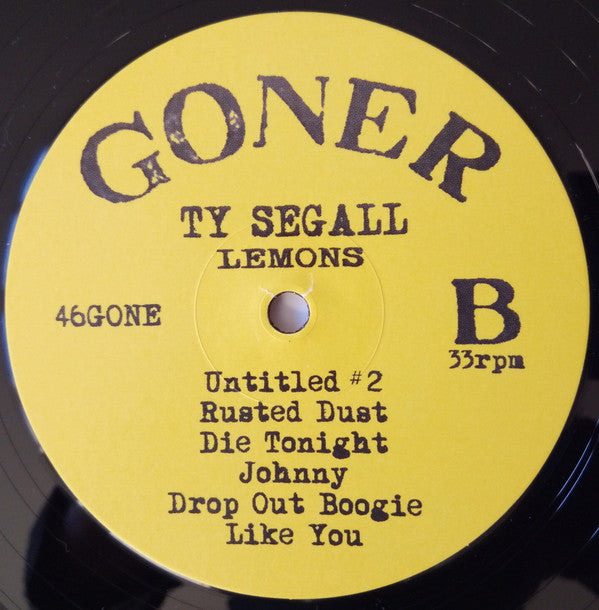 GONER
TY SEGALL
LEMONS
46GONE
B
33rpm
Untitled #2
Rusted Dust
Die Tonight
Johnny
Drop Out Boogie
Like You